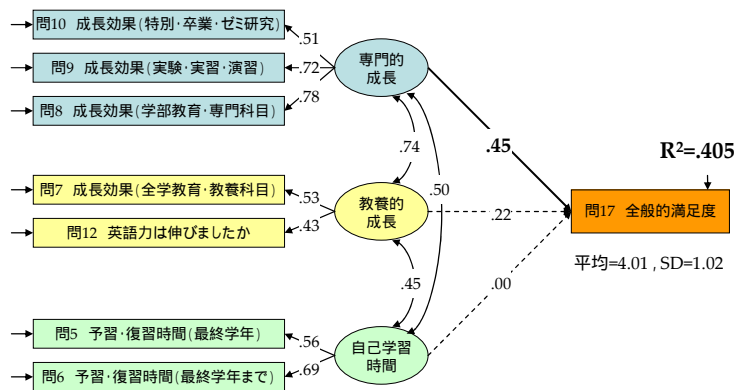 問10 成長効果(特別･卒業･ゼミ研究)
.51
問9 成長効果(実験･実習･演習)
.72
問8 成長効果(学部教育･専門科目)
.78
専門的
成長
.45
.74
.50
R²=.405
問7 成長効果(全学教育･教養科目)
.53
問12 英語力は伸びましたか
.43
教養的
成長
.22
問17 全般的満足度
平均=4.01 , SD=1.02
.45
.00
問5 予習･復習時間(最終学年)
.56
問6 予習･復習時間(最終学年まで)
.69
自己学習
時間